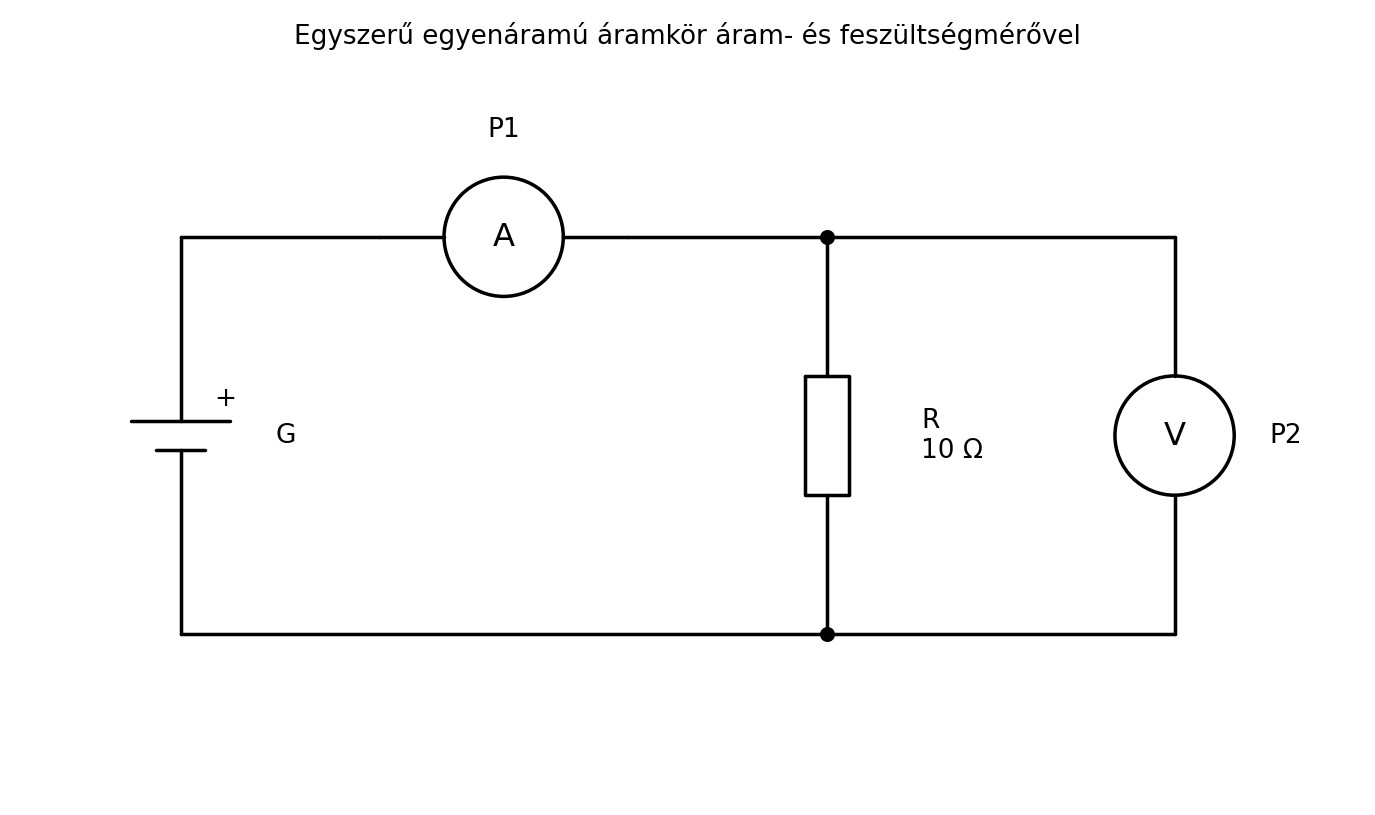 Egyszerű egyenáramú áramkör áram- és feszültségmérővel
P1
A
+
G
R
10 Ω
V
P2